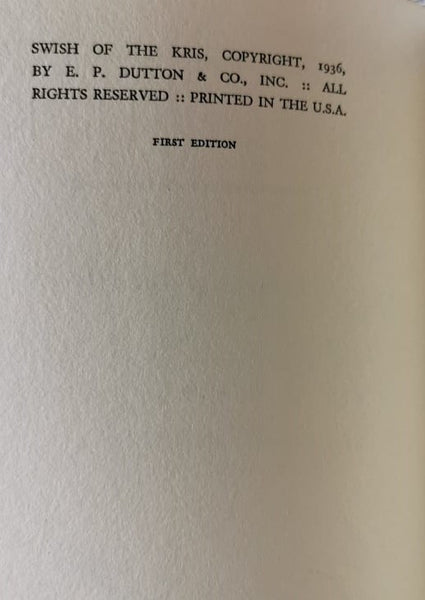 SWISH OF THE KRIS, COPYRIGHT, 1936,
BY E. P. DUTTON & CO., INC. :: ALL
RIGHTS RESERVED :: PRINTED IN THE U.S.A.
FIRST EDITION